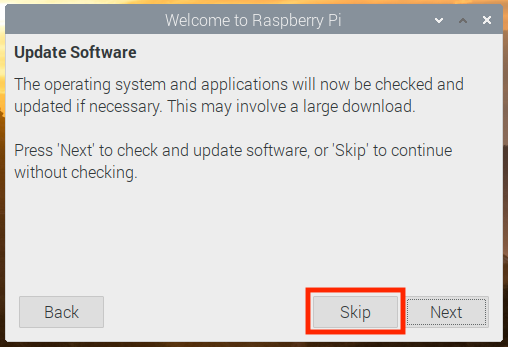 Welcome to Raspberry Pi
Update Software
The operating system and applications will now be checked and
updated if necessary. This may involve a large download.
Press 'Next' to check and update software, or 'Skip' to continue
without checking.
Back
Skip
Next